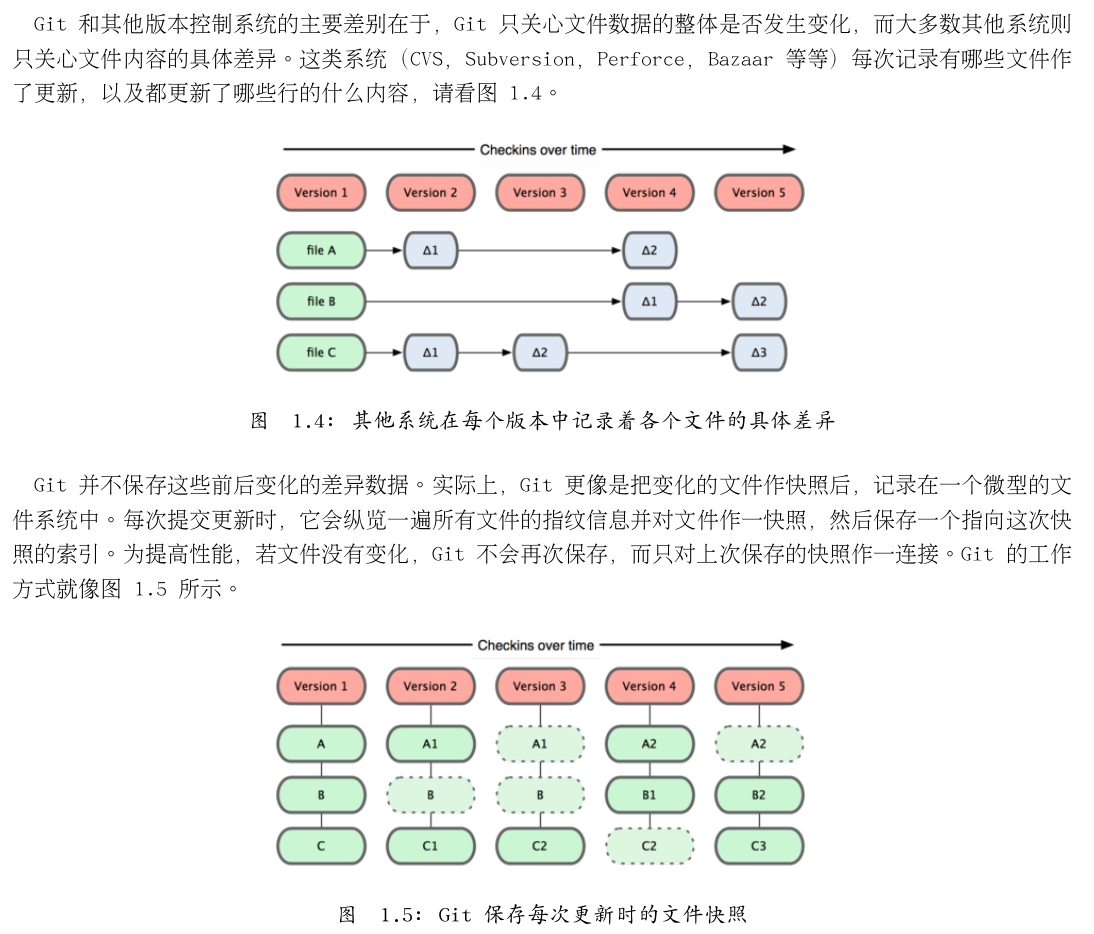 Git 和其他版本控制系统的主要差别在于，Git 只关心文件数据的整体是否发生变化，而大多数其他系统则
只关心文件内容的具体差异。这类系统（CVS，Subversion，Perforce，Bazaar 等等）每次记录有哪些文件作
了更新，以及都更新了哪些行的什么内容，请看图 1.4。
Checkins over time
Version 1 Version 2 Version 3 Version 4 Version 5
file A Δ1 Δ2
file B Δ1 Δ2
file C Δ1 Δ2 Δ3
图 1.4: 其他系统在每个版本中记录着各个文件的具体差异
Git 并不保存这些前后变化的差异数据。实际上，Git 更像是把变化的文件作快照后，记录在一个微型的文
件系统中。每次提交更新时，它会纵览一遍所有文件的指纹信息并对文件作一快照，然后保存一个指向这次快
照的索引。为提高性能，若文件没有变化，Git 不会再次保存，而只对上次保存的快照作一连接。Git 的工作
方式就像图 1.5 所示。
Checkins over time
Version 1 Version 2 Version 3 Version 4 Version 5
A A1 A1 A2 A2
B B B B1 B2
C C1 C2 C2 C3
图 1.5: Git 保存每次更新时的文件快照